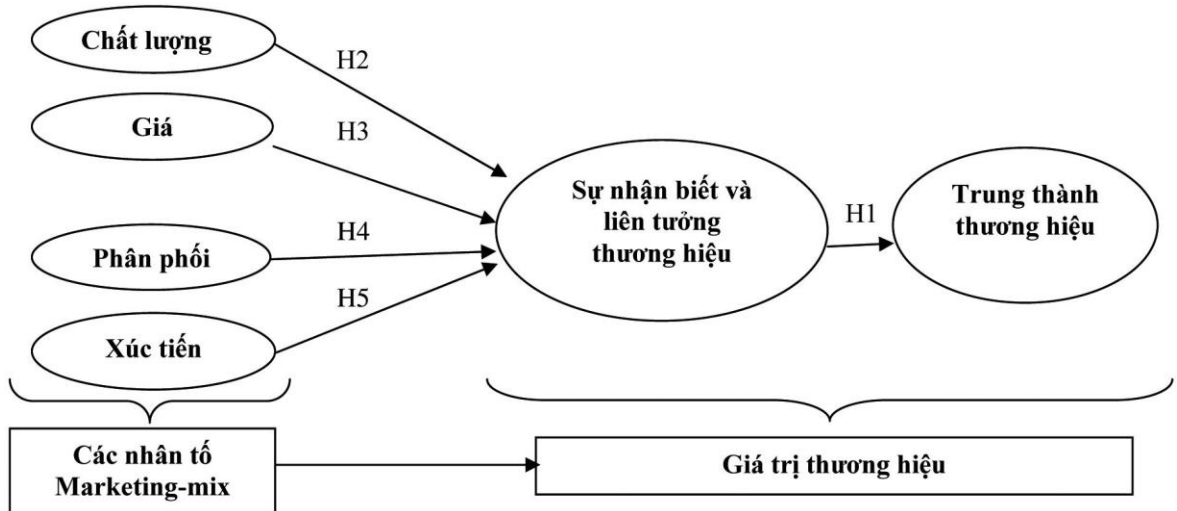 Chất lượng
H2
Giá
H3
Phân phối
H4
Xúc tiến
H5
Sự nhận biết và
liên tưởng
thương hiệu
H1
Trung thành
thương hiệu
Các nhân tố
Marketing-mix
Giá trị thương hiệu